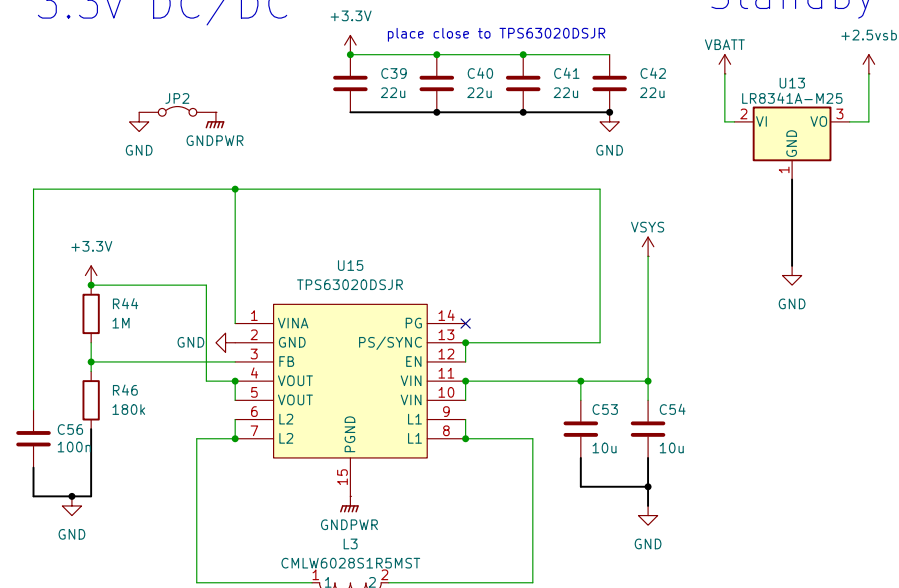 3.3V DC/DC
Standby
+3.3V
place close to TPS63020DSJR
C39
22u
C40
22u
C41
22u
C42
22u
GND
JP2
GND
GNDPWR
VBATT
+2.5vsb
U13
LR8341A-M25
2
VI
VO
3
GND
1
GND
VSYS
+3.3V
R44
1M
R46
180k
C56
100n
GND
U15
TPS63020DSJR
1
VINA
GND
2
GND
3
FB
4
VOUT
5
VOUT
6
L2
7
L2
PG
14
PS/SYNC
13
EN
12
VIN
11
VIN
10
L1
9
L1
8
PGND
15
GNDPWR
L3
CMLW6028S1R5MST
1
1
2
2
C53
10u
C54
10u
GND